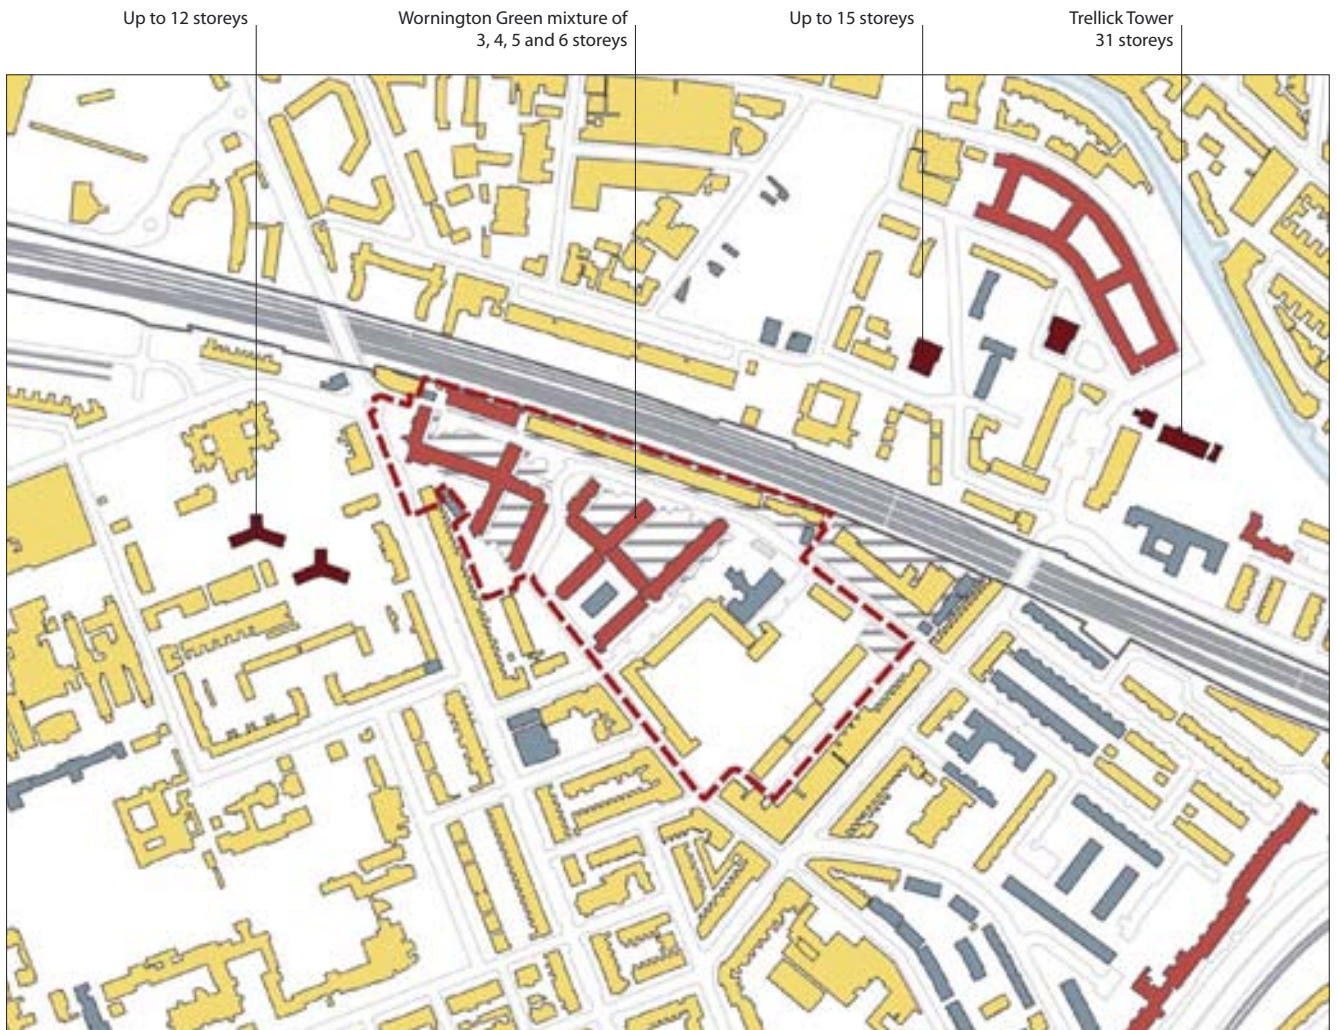 Up to 12 storeys
Wornington Green mixture of
3, 4, 5 and 6 storeys
Up to 15 storeys
Trellick Tower
31 storeys